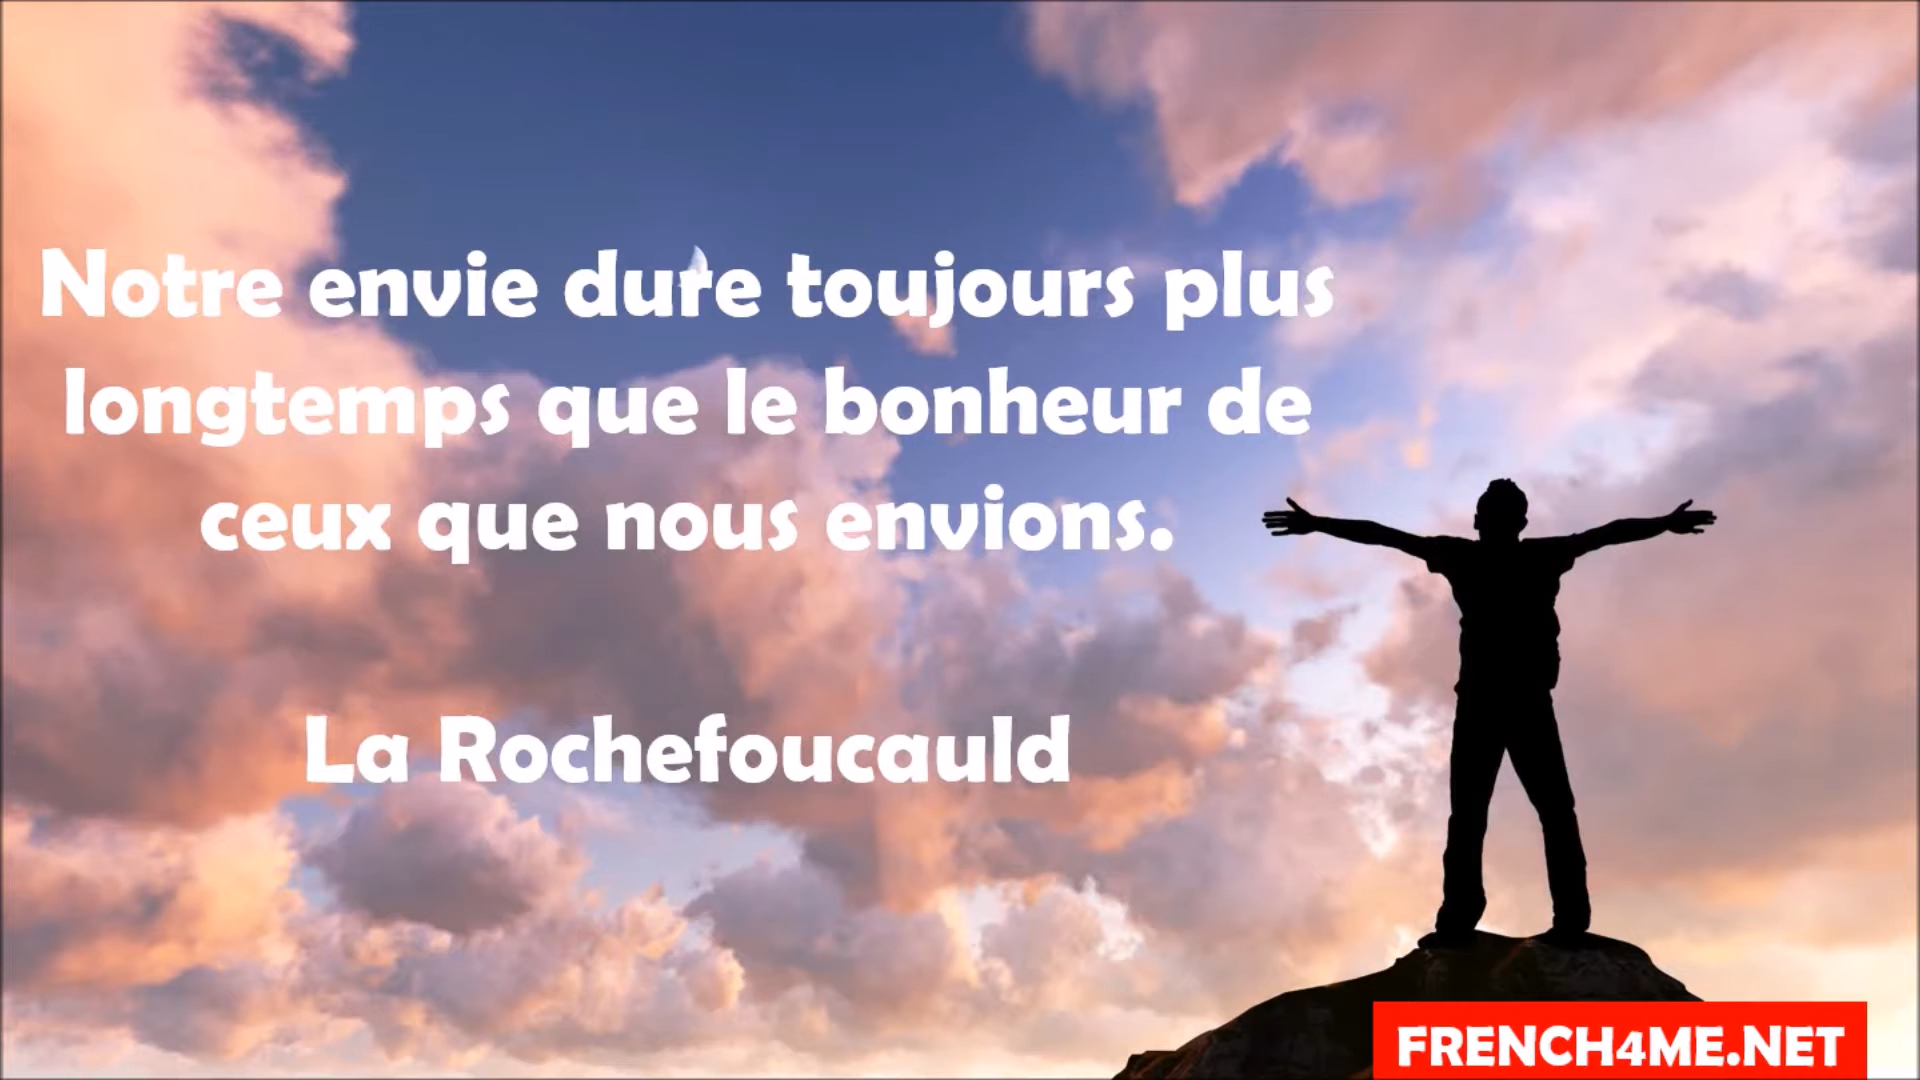 Notre envie dure toujours plus
longtemps que le bonheur de
ceux que nous envions.
La Rochefoucauld
FRENCH4ME.NET